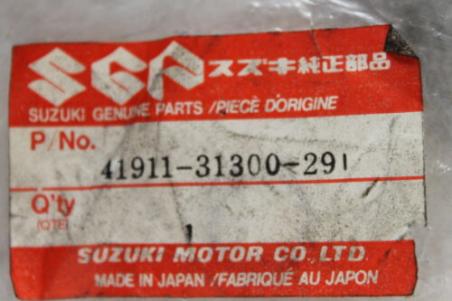 SGP スズキ純正部品
SUZUKI GENUINE PARTS /PIECE D'ORIGINE
P/No.
41911-31300-291
Q'ty
(QTE)
1
SUZUKI MOTOR CO.,LTD.
MADE IN JAPAN /FABRIQUÉ AU JAPON